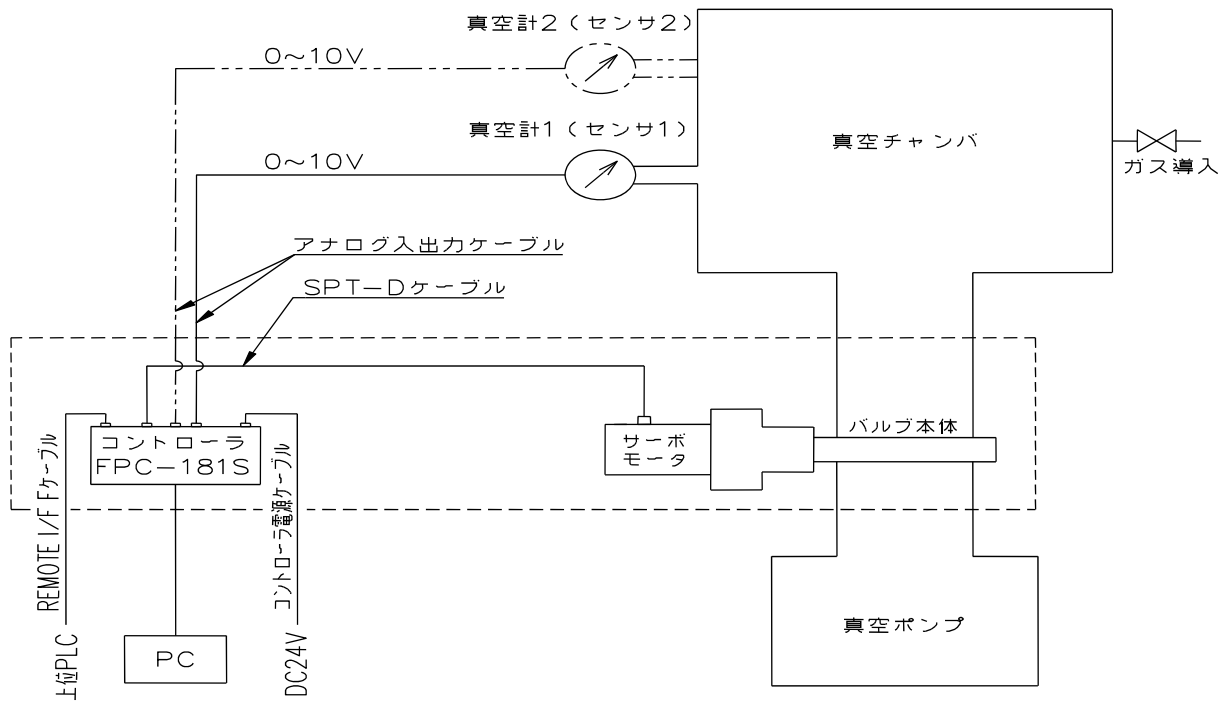 真空計2(センサ2)
0~10V
真空計1(センサ1)
0~10V
真空チャンバ
ガス導入
アナログ入出力ケーブル
SPT-Dケーブル
コントローラ
FPC-181S
サーボ
モータ
バルブ本体
REMOTE I/F Fケーブル
上位PLC
コントローラ電源ケーブル
DC24V
PC
真空ポンプ